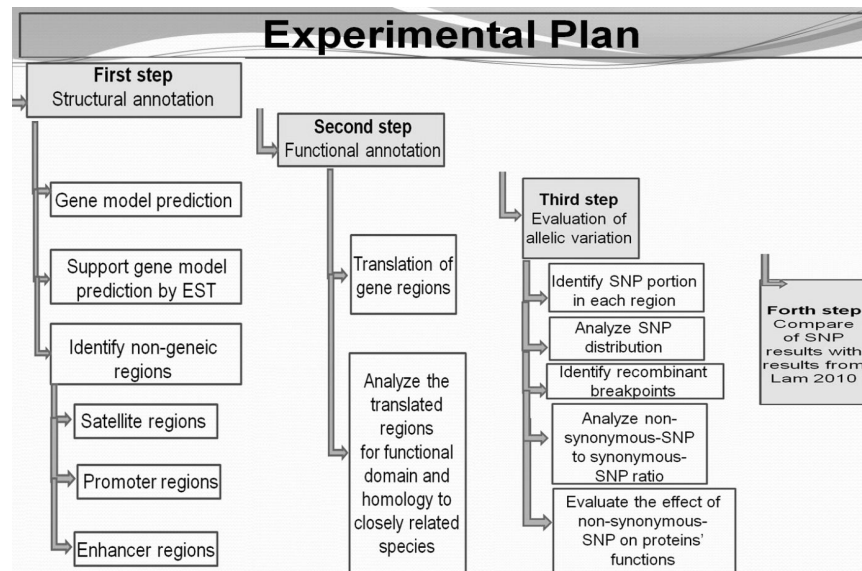 Experimental Plan
First step
Structural annotation
Gene model prediction
Support gene model
prediction by EST
Identify non-geneic
regions
Satellite regions
Promoter regions
Enhancer regions
Second step
Functional annotation
Translation of
gene regions
Analyze the
translated
regions
for functional
domain and
homology to
closely related
species
Third step
Evaluation of
allelic variation
Identify SNP portion
in each region
Analyze SNP
distribution
Identify recombinant
breakpoints
Analyze non-
synonymous-SNP
to synonymous-
SNP ratio
Evaluate the effect of
non-synonymous-
SNP on proteins'
functions
Forth step
Compare
of SNP
results with
results from
Lam 2010